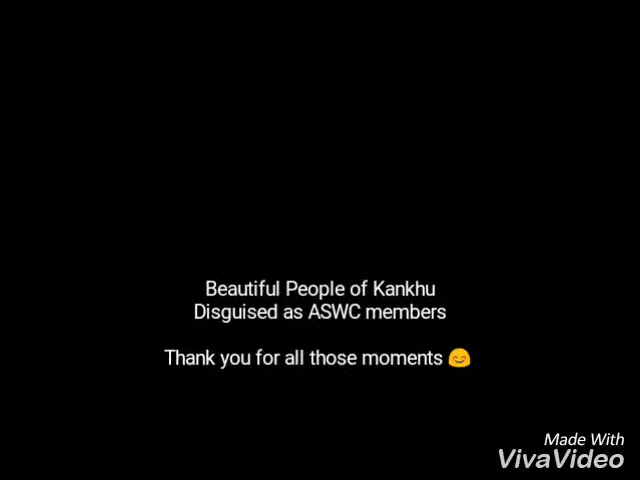 Beautiful People of Kankhu
Disguised as ASWC members
Thank you for all those moments 😊
Made With
VivaVideo